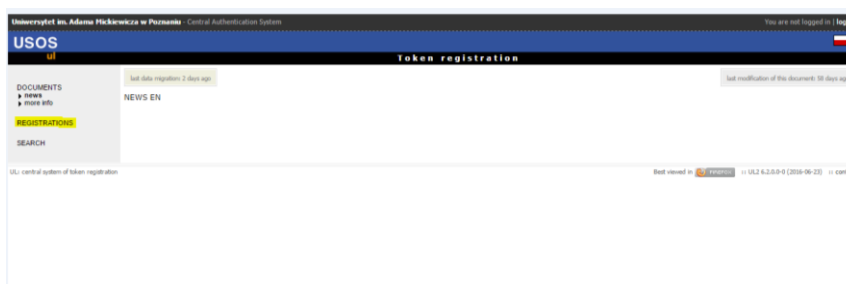 Uniwersytet im. Adama Mickiewicza w Poznaniu - Central Authentication System
You are not logged in | log
USOS
ul
Token registration
last data migration: 2 days ago
last modification of this document: 58 days ag
DOCUMENTS
news
more info
NEWS EN
REGISTRATIONS
SEARCH
UL: central system of token registration
Best viewed in
:: UL2 6.2.0.0-0 (2016-06-23) :: con